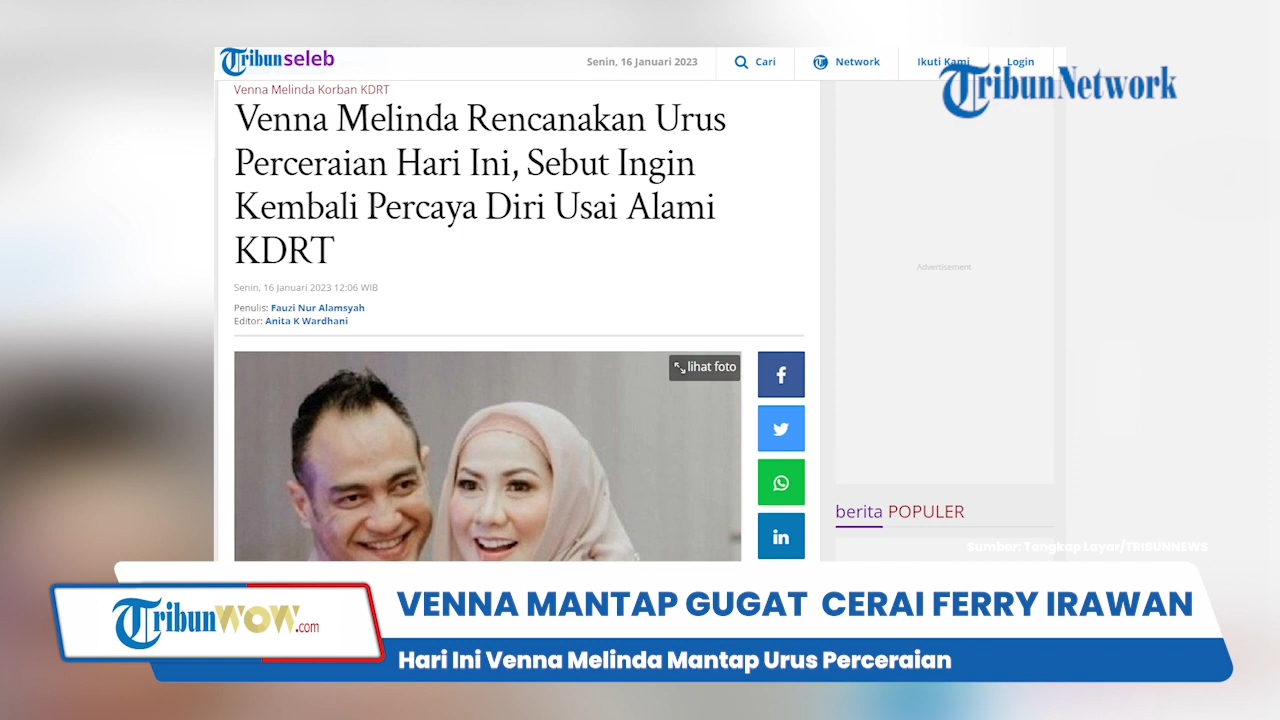 Tribunseleb
Senin, 16 Januari 2023
Cari
Network
Ikuti Kami
Login
TribunNetwork
Venna Melinda Korban KDRT
Venna Melinda Rencanakan Urus
Perceraian Hari Ini, Sebut Ingin
Kembali Percaya Diri Usai Alami
KDRT
Senin, 16 Januari 2023 12:06 WIB
Penulis: Fauzi Nur Alamsyah
Editor: Anita K Wardhani
lihat foto
Advertisement
berita POPULER
Sumber: Tangkap Layar/TRIBUNNEWS
TribunWOW.com
VENNA MANTAP GUGAT CERAI FERRY IRAWAN
Hari Ini Venna Melinda Mantap Urus Perceraian